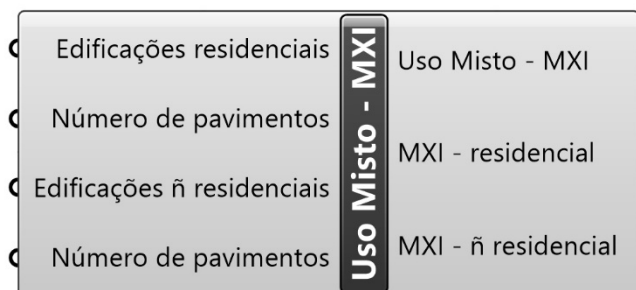 Edificações residenciais
Número de pavimentos
Edificações ñ residenciais
Número de pavimentos
Uso Misto - MXI
Uso Misto - MXI
MXI - residencial
MXI - ñ residencial